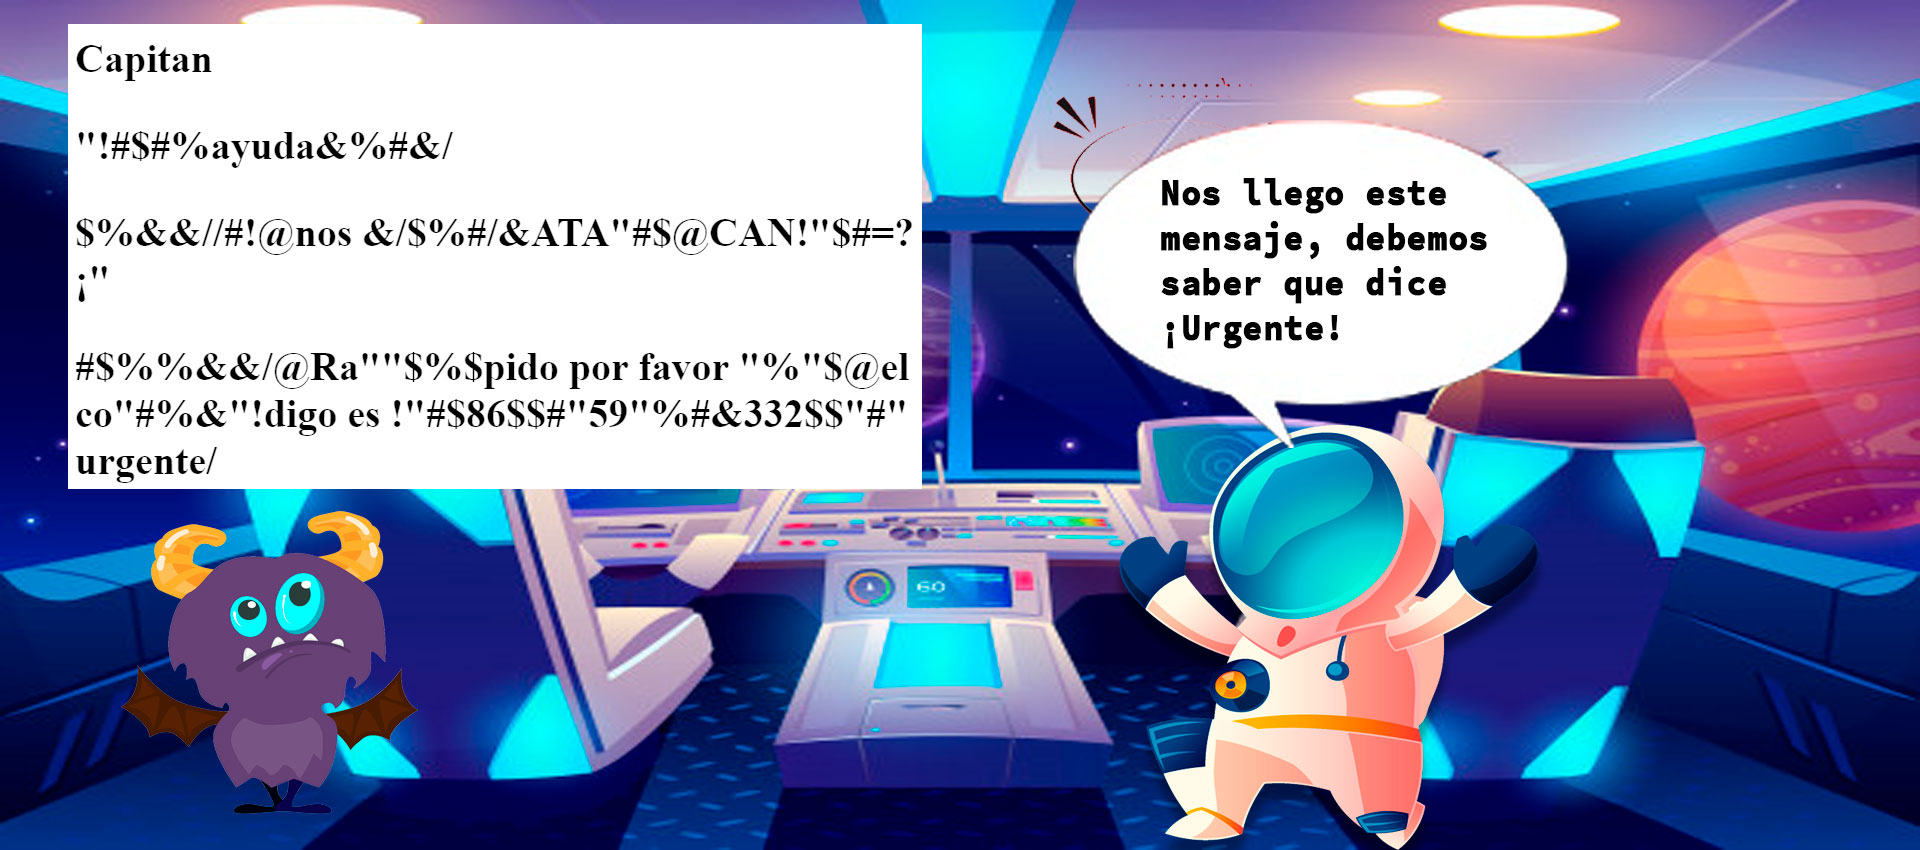 Capitan
"!#$#%ayuda&%#&/
$%&&//#!@nos &/$%#/&ATA"#$@CAN!"$#=?
¡"
#$%%&&/@Ra""$%$pido por favor "%"$@el
co"#%&"!digo es !"#$86$$#"59"%#&332$$"#"
urgente/
Nos llego este
mensaje, debemos
saber que dice
¡Urgente!
60